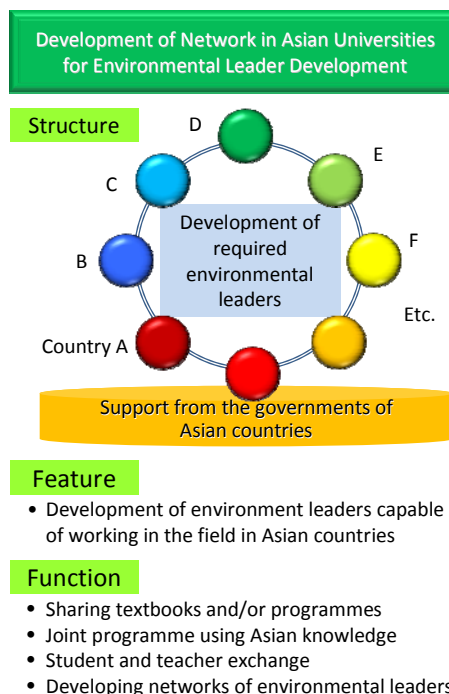 Development of Network in Asian Universities
for Environmental Leader Development
Structure
D
E
C
Development of
required
environmental
leaders
F
B
Etc.
Country A
Support from the governments of
Asian countries
Feature
• Development of environment leaders capable
of working in the field in Asian countries
Function
• Sharing textbooks and/or programmes
• Joint programme using Asian knowledge
• Student and teacher exchange
• Developing networks of environmental leaders